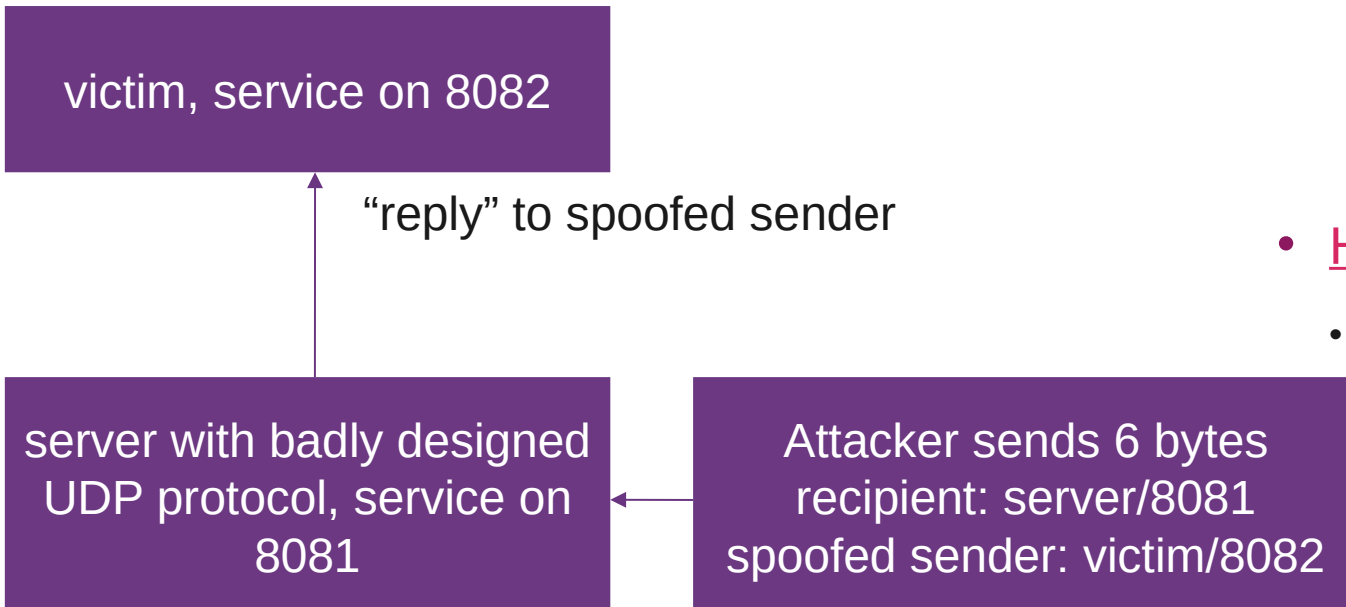 victim, service on 8082
“reply” to spoofed sender
•
•
server with badly designed
UDP protocol, service on
8081
Attacker sends 6 bytes
recipient: server/8081
spoofed sender: victim/8082